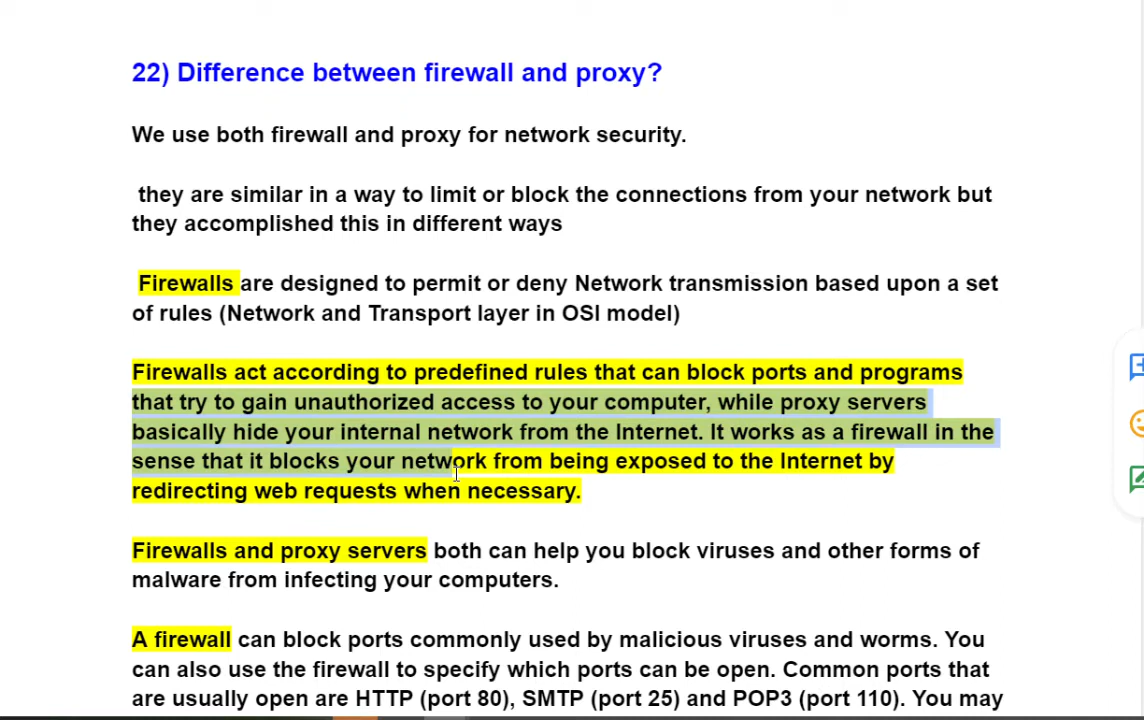 22) Difference between firewall and proxy?
We use both firewall and proxy for network security.
they are similar in a way to limit or block the connections from your network but
they accomplished this in different ways
Firewalls are designed to permit or deny Network transmission based upon a set
of rules (Network and Transport layer in OSI model)
Firewalls act according to predefined rules that can block ports and programs
that try to gain unauthorized access to your computer, while proxy servers
basically hide your internal network from the Internet. It works as a firewall in the
sense that it blocks your network from being exposed to the Internet by
redirecting web requests when necessary.
Firewalls and proxy servers both can help you block viruses and other forms of
malware from infecting your computers.
A firewall can block ports commonly used by malicious viruses and worms. You
can also use the firewall to specify which ports can be open. Common ports that
are usually open are HTTP (port 80), SMTP (port 25) and POP3 (port 110). You may